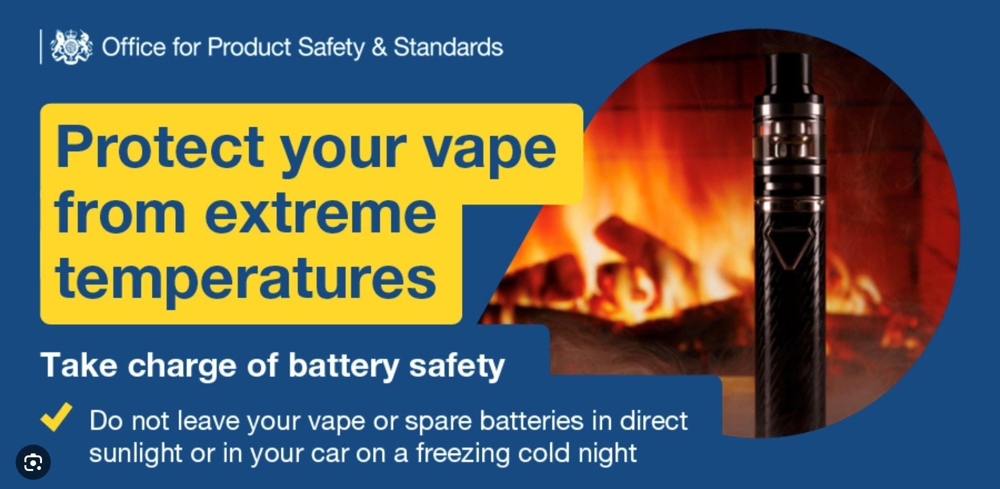 Office for Product Safety & Standards
Protect your vape
from extreme
temperatures
Take charge of battery safety
Do not leave your vape or spare batteries in direct
sunlight or in your car on a freezing cold night